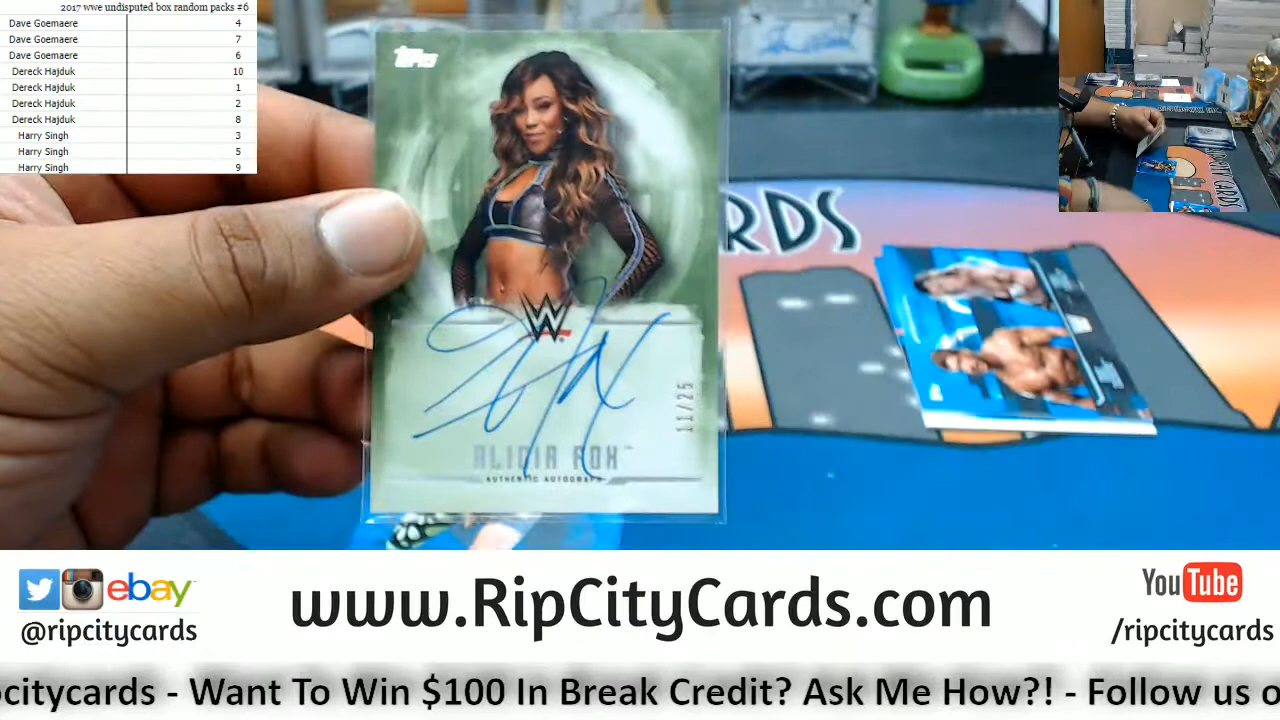 2017 wwe undisputed box random packs #6
Dave Goemaere 4
Dave Goemaere 7
Dave Goemaere 6
Dereck Hajduk 10
Dereck Hajduk 1
Dereck Hajduk 2
Dereck Hajduk 8
Harry Singh 3
Harry Singh 5
Harry Singh 9
Topps
RDS
W
11/25
ALICIA FOX™
AUTHENTIC AUTOGRAPH
ebay
@ripcitycards
www.RipCityCards.com
YouTube
/ripcitycards
citycards - Want To Win $100 In Break Credit? Ask Me How?! - Follow us o